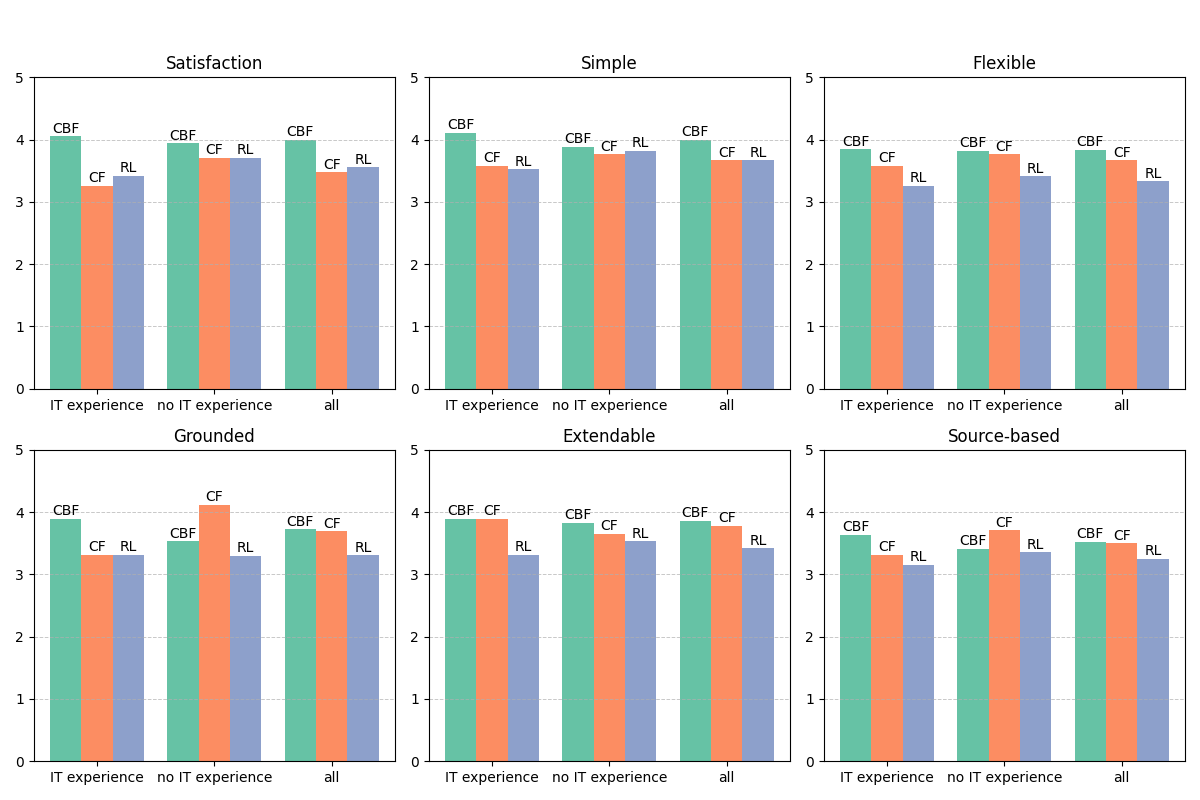 Satisfaction
5
4
3
2
1
0
CBF
CF
RL
CBF
CF
RL
CBF
CF
RL
IT experience no IT experience all
Simple
5
4
3
2
1
0
CBF
CF
RL
CBF
CF
RL
CBF
CF
RL
IT experience no IT experience all
Flexible
5
4
3
2
1
0
CBF
CF
RL
CBF
CF
RL
CBF
CF
RL
IT experience no IT experience all
Grounded
5
4
3
2
1
0
CBF
CF
RL
CBF
CF
RL
CBF
CF
RL
IT experience no IT experience all
Extendable
5
4
3
2
1
0
CBF
CF
RL
CBF
CF
RL
CBF
CF
RL
IT experience no IT experience all
Source-based
5
4
3
2
1
0
CBF
CF
RL
CBF
CF
RL
CBF
CF
RL
IT experience no IT experience all